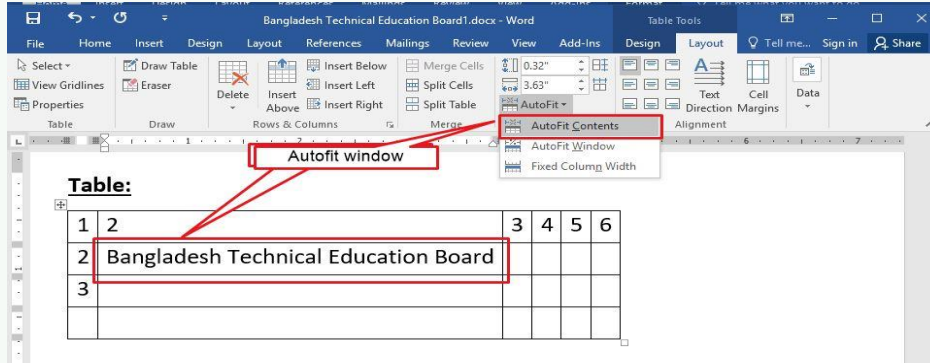 Bangladesh Technical Education Board1.docx - Word
Table Tools
File Home Insert Design Layout References Mailings Review View Add-Ins Design Layout Tell me... Sign in Share
Select Draw Table Delete Insert Above Insert Below Merge Cells 0.32" Text Direction Cell Margins Data
View Gridlines Eraser Insert Left Split Cells 3.63"
Properties Insert Right Split Table AutoFit
Table Draw Rows & Columns Merge Alignment
AutoFit Contents
AutoFit Window
Fixed Column Width
Autofit window
Table:
1 2 3 4 5 6
2 Bangladesh Technical Education Board
3